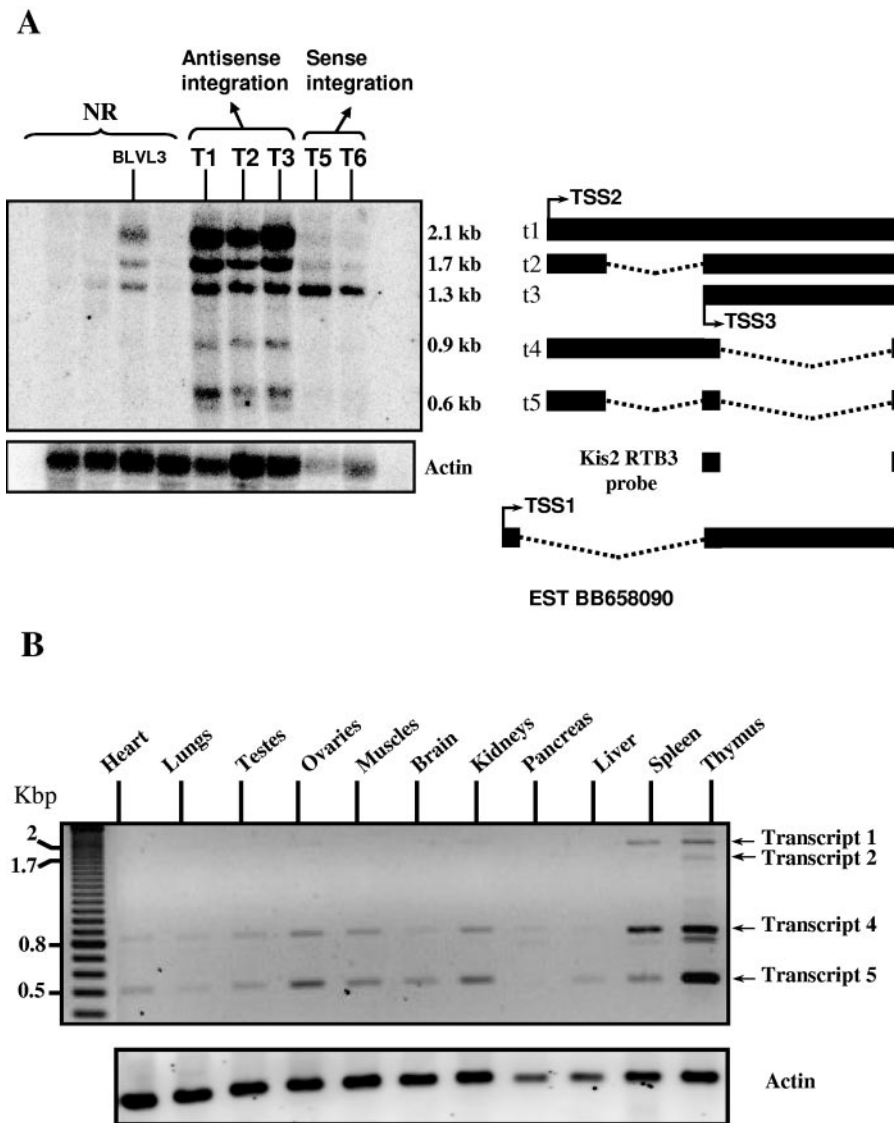 A
Antisense integration
Sense integration
NR
BLVL3
T1 T2 T3 T5 T6
2.1 kb
1.7 kb
1.3 kb
0.9 kb
0.6 kb
Actin
TSS2
t1
t2
t3
TSS3
t4
t5
Kis2 RTB3
probe
TSS1
EST BB658090
B
Heart
Lungs
Testes
Ovaries
Muscles
Brain
Kidneys
Pancreas
Liver
Spleen
Thymus
Kbp
2
1.7
0.8
0.5
Transcript 1
Transcript 2
Transcript 4
Transcript 5
Actin